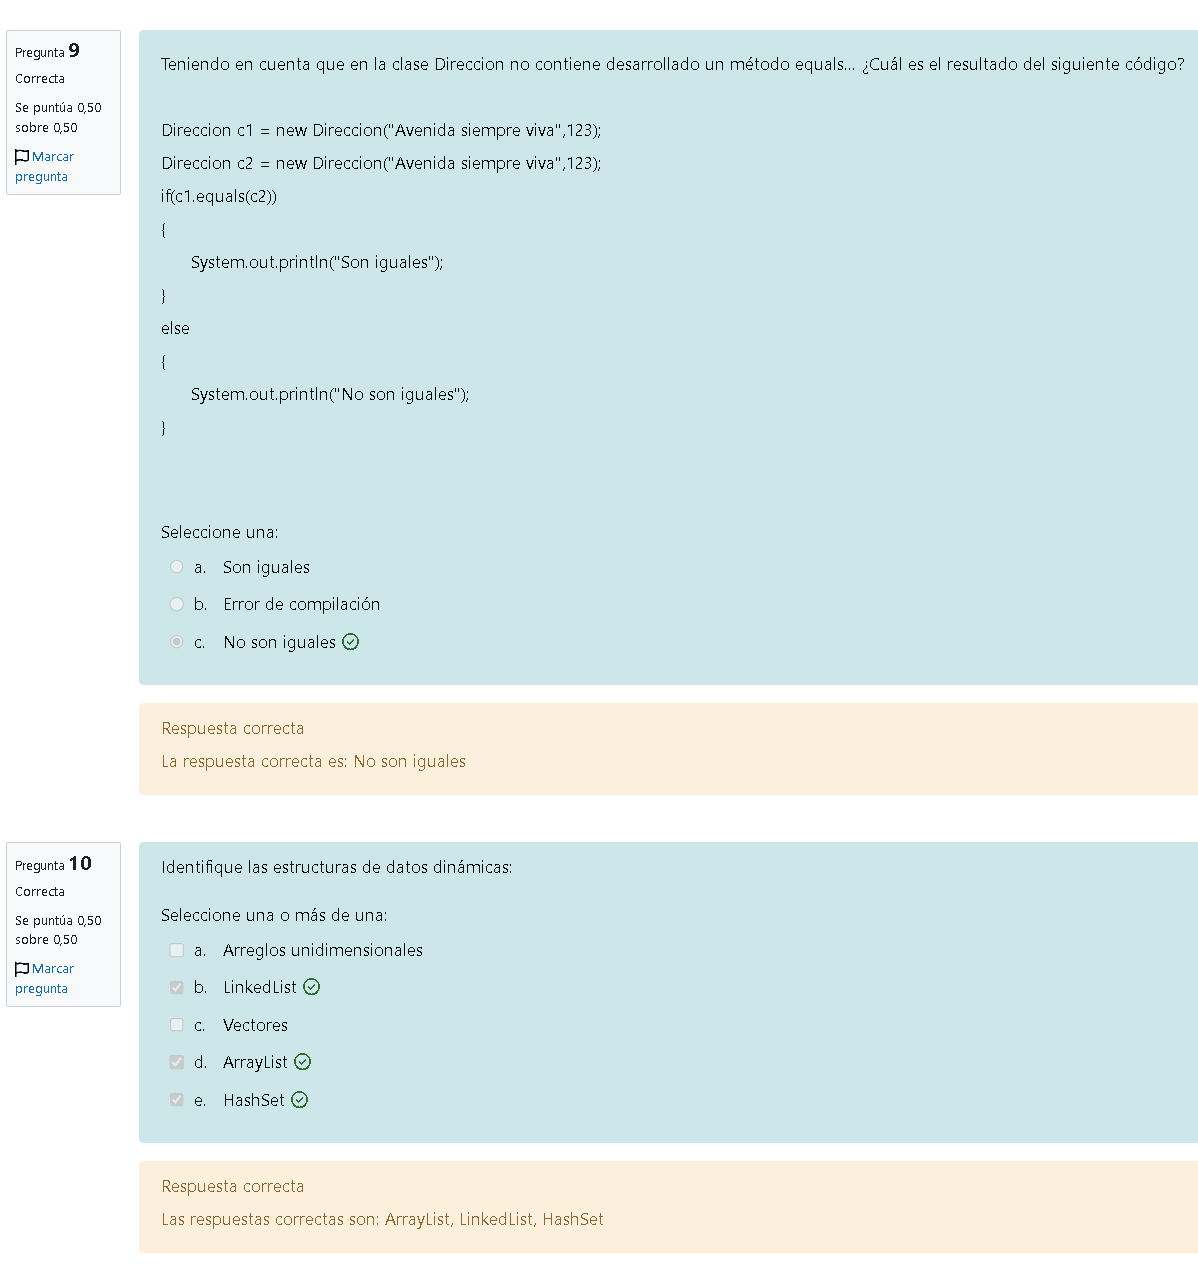 Pregunta 9
Correcta
Se puntúa 0,50
sobre 0,50
Marcar
pregunta
Teniendo en cuenta que en la clase Direccion no contiene desarrollado un método equals... ¿Cuál es el resultado del siguiente código?
Direccion c1 = new Direccion("Avenida siempre viva",123);
Direccion c2 = new Direccion("Avenida siempre viva",123);
if(c1.equals(c2))
{
System.out.println("Son iguales");
}
else
{
System.out.println("No son iguales");
}
Seleccione una:
a. Son iguales
b. Error de compilación
c. No son iguales
Respuesta correcta
La respuesta correcta es: No son iguales
Pregunta 10
Correcta
Se puntúa 0,50
sobre 0,50
Marcar
pregunta
Identifique las estructuras de datos dinámicas:
Seleccione una o más de una:
a. Arreglos unidimensionales
b. LinkedList
c. Vectores
d. ArrayList
e. HashSet
Respuesta correcta
Las respuestas correctas son: ArrayList, LinkedList, HashSet